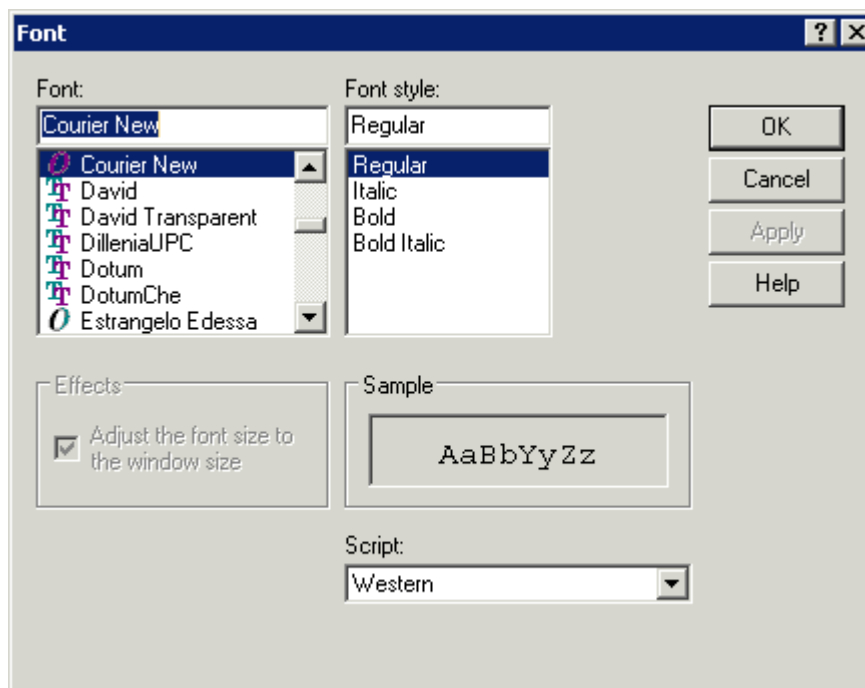 Font
Font:
Courier New
Courier New
David
David Transparent
DilleniaUPC
Dotum
DotumChe
Estrangelo Edessa
Font style:
Regular
Regular
Italic
Bold
Bold Italic
OK
Cancel
Apply
Help
Effects
Adjust the font size to
the window size
Sample
AaBbYyZz
Script:
Western